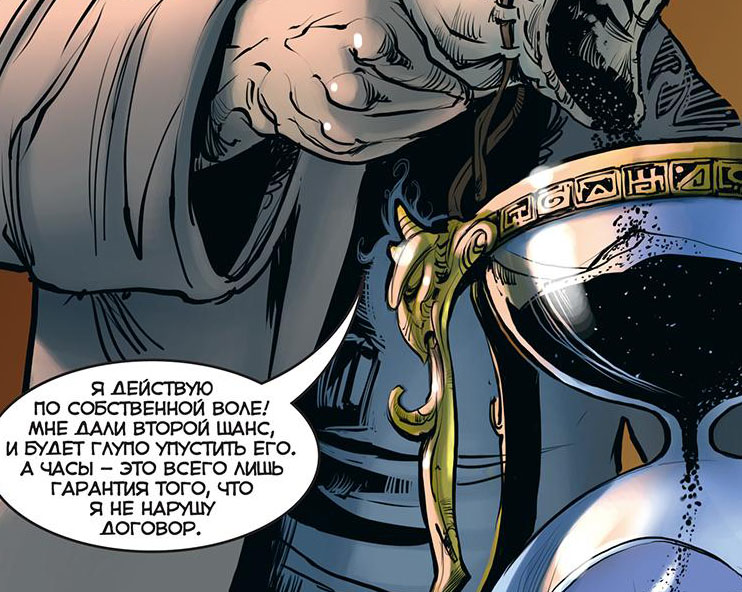 Я ДЕЙСТВУЮ
ПО СОБСТВЕННОЙ ВОЛЕ!
МНЕ ДАЛИ ВТОРОЙ ШАНС,
И БУДЕТ ГЛУПО УПУСТИТЬ ЕГО.
А ЧАСЫ – ЭТО ВСЕГО ЛИШЬ
ГАРАНТИЯ ТОГО, ЧТО
Я НЕ НАРУШУ
ДОГОВОР.